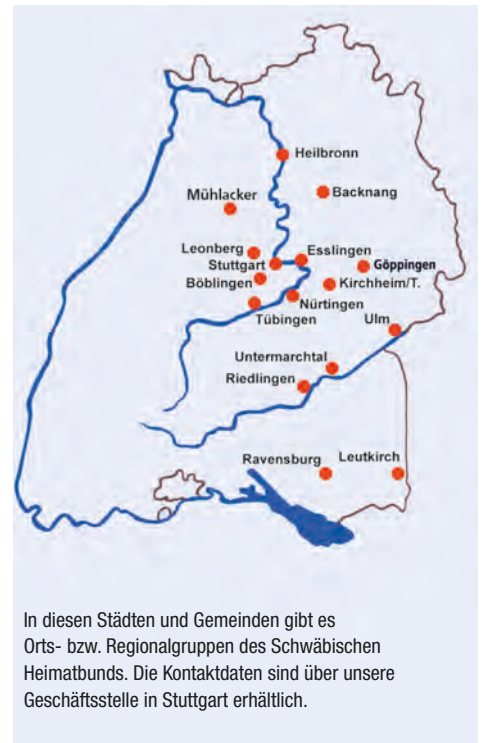 Heilbronn
Mühlacker
Backnang
Leonberg
Esslingen
Stuttgart
Göppingen
Böblingen
Kirchheim/T.
Nürtingen
Tübingen
Ulm
Untermarchtal
Riedlingen
Ravensburg
Leutkirch
In diesen Städten und Gemeinden gibt es
Orts- bzw. Regionalgruppen des Schwäbischen
Heimatbunds. Die Kontaktdaten sind über unsere
Geschäftsstelle in Stuttgart erhältlich.